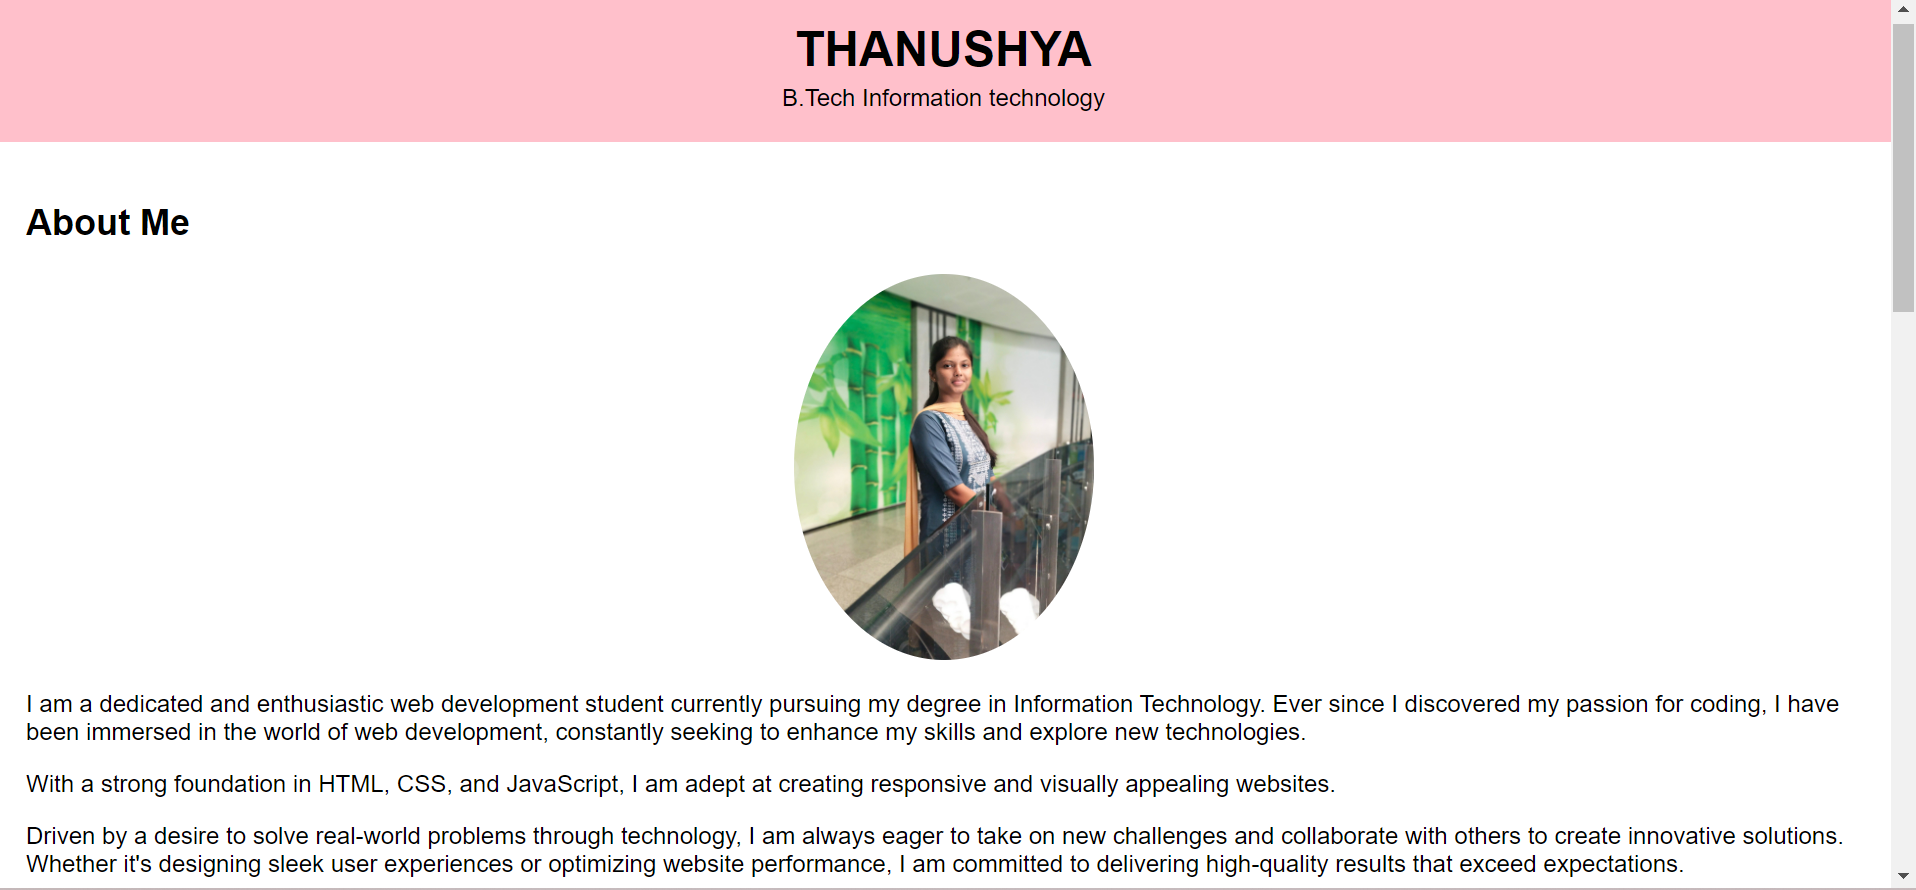 THANUSHYA
B.Tech Information technology
About Me
I am a dedicated and enthusiastic web development student currently pursuing my degree in Information Technology. Ever since I discovered my passion for coding, I have
been immersed in the world of web development, constantly seeking to enhance my skills and explore new technologies.
With a strong foundation in HTML, CSS, and JavaScript, I am adept at creating responsive and visually appealing websites.
Driven by a desire to solve real-world problems through technology, I am always eager to take on new challenges and collaborate with others to create innovative solutions.
Whether it's designing sleek user experiences or optimizing website performance, I am committed to delivering high-quality results that exceed expectations.